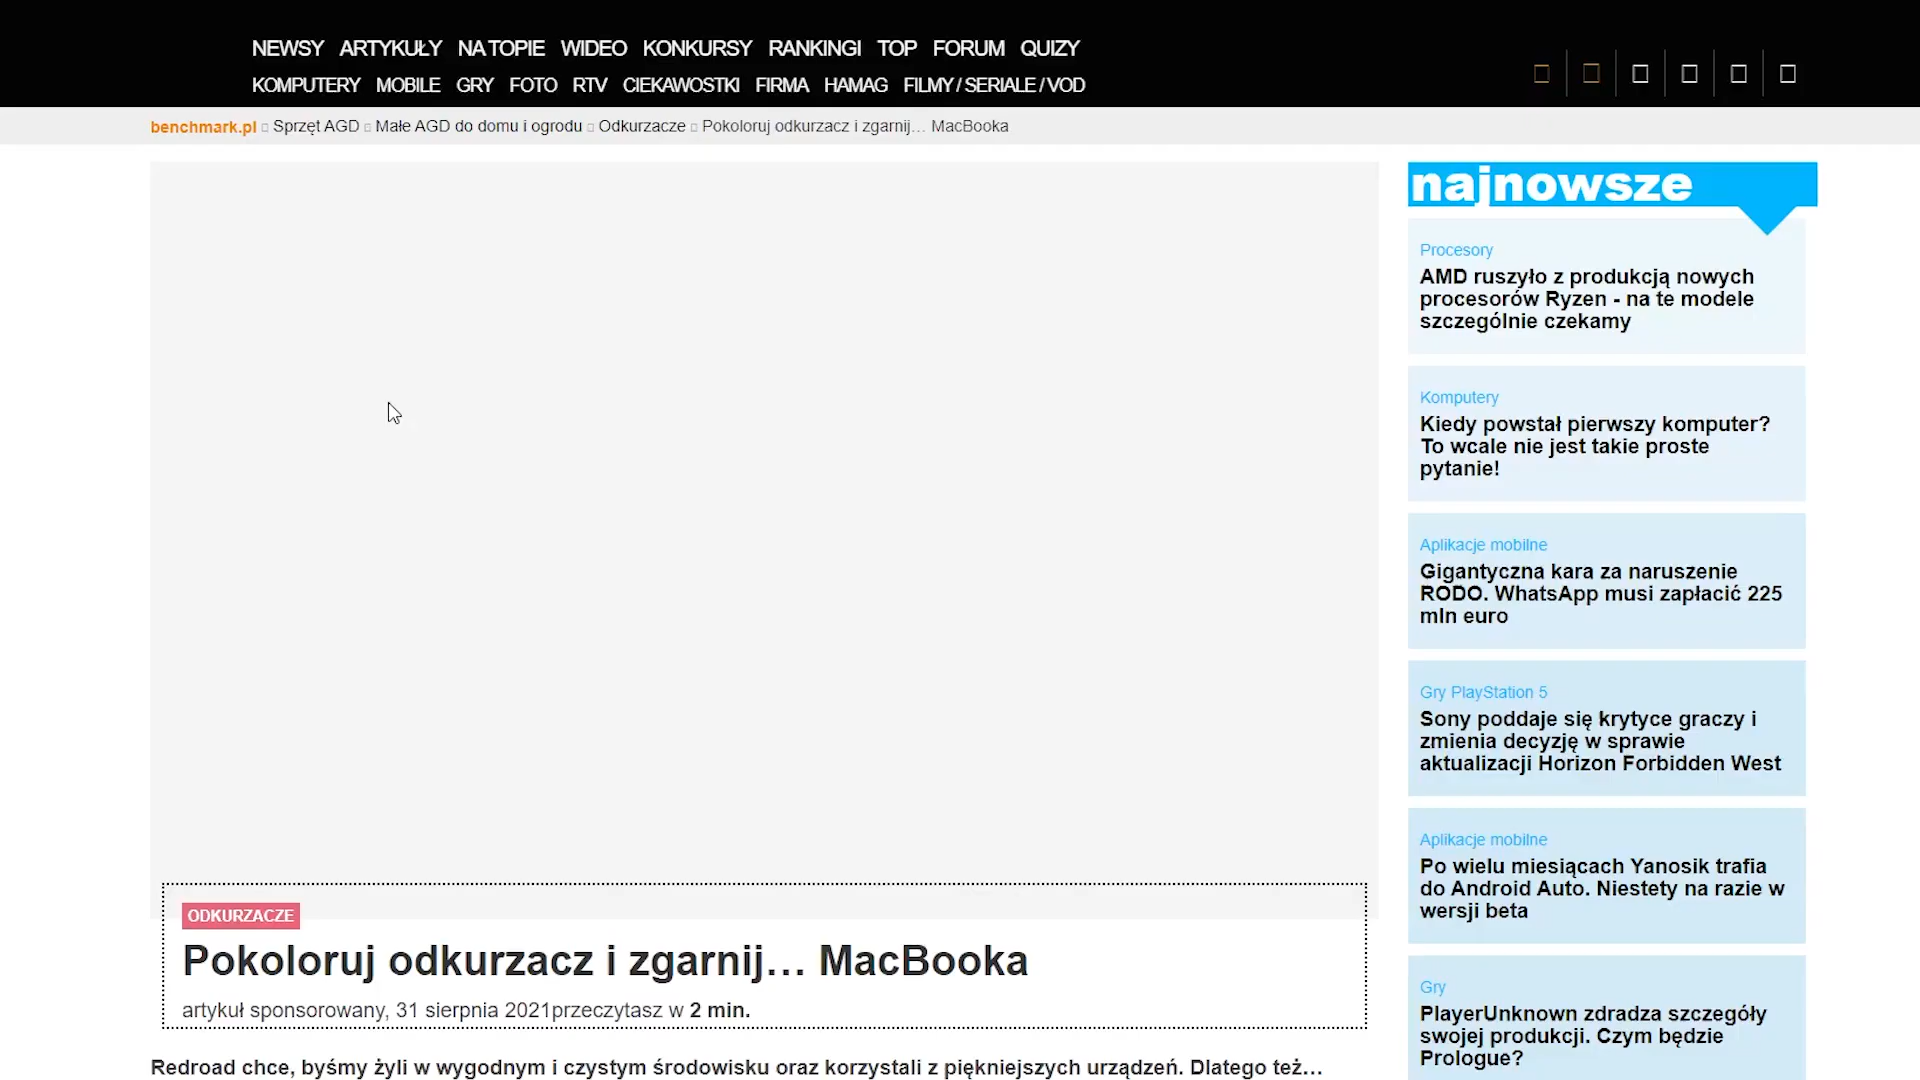 NEWSY ARTYKUŁY NA TOPIE WIDEO KONKURSY RANKINGI TOP FORUM QUIZY
KOMPUTERY MOBILE GRY FOTO RTV CIEKAWOSTKI FIRMA HAMAG FILMY / SERIALE / VOD
benchmark.pl Sprzęt AGD Małe AGD do domu i ogrodu Odkurzacze Pokoloruj odkurzacz i zgarnij… MacBooka
najnowsze
Procesory
AMD ruszyło z produkcją nowych
procesorów Ryzen - na te modele
szczególnie czekamy
Komputery
Kiedy powstał pierwszy komputer?
To wcale nie jest takie proste
pytanie!
Aplikacje mobilne
Gigantyczna kara za naruszenie
RODO. WhatsApp musi zapłacić 225
mln euro
Gry PlayStation 5
Sony poddaje się krytyce graczy i
zmienia decyzję w sprawie
aktualizacji Horizon Forbidden West
Aplikacje mobilne
Po wielu miesiącach Yanosik trafia
do Android Auto. Niestety na razie w
wersji beta
Gry
PlayerUnknown zdradza szczegóły
swojej produkcji. Czym będzie
Prologue?
ODKURZACZE
Pokoloruj odkurzacz i zgarnij… MacBooka
artykuł sponsorowany, 31 sierpnia 2021przeczytasz w 2 min.
Redroad chce, byśmy żyli w wygodnym i czystym środowisku oraz korzystali z piękniejszych urządzeń. Dlatego też…